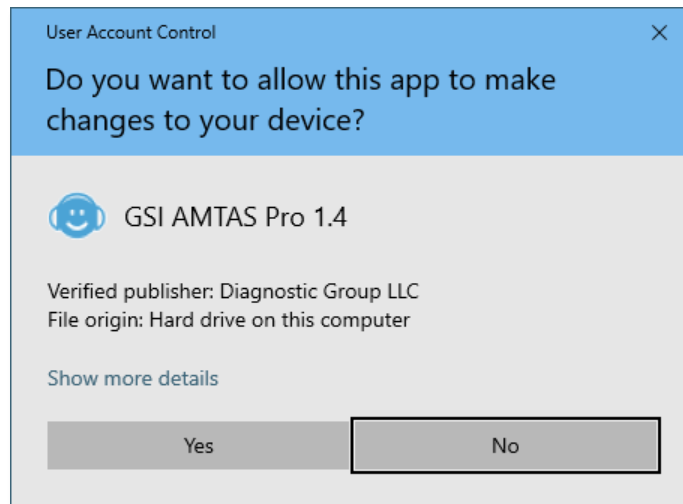 User Account Control
Do you want to allow this app to make
changes to your device?
GSI AMTAS Pro 1.4
Verified publisher: Diagnostic Group LLC
File origin: Hard drive on this computer
Show more details
Yes
No